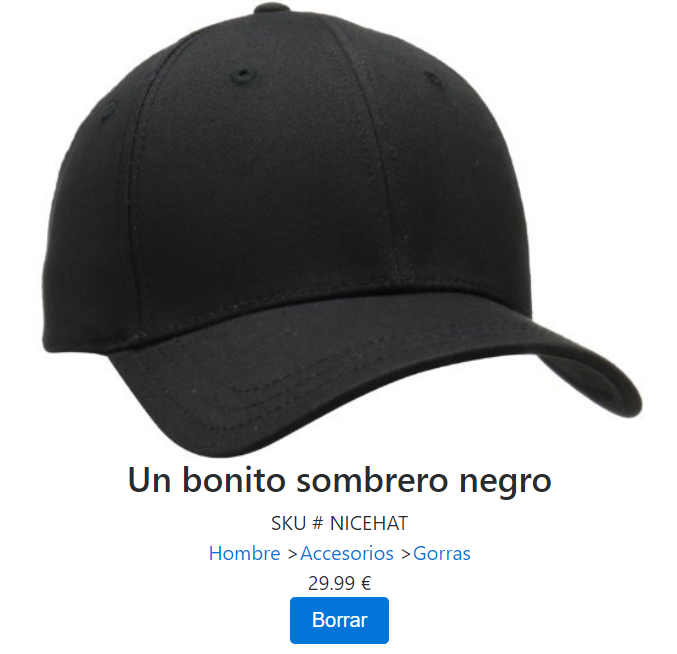 Un bonito sombrero negro
SKU # NICEHAT
Hombre >Accesorios >Gorras
29.99 €
Borrar